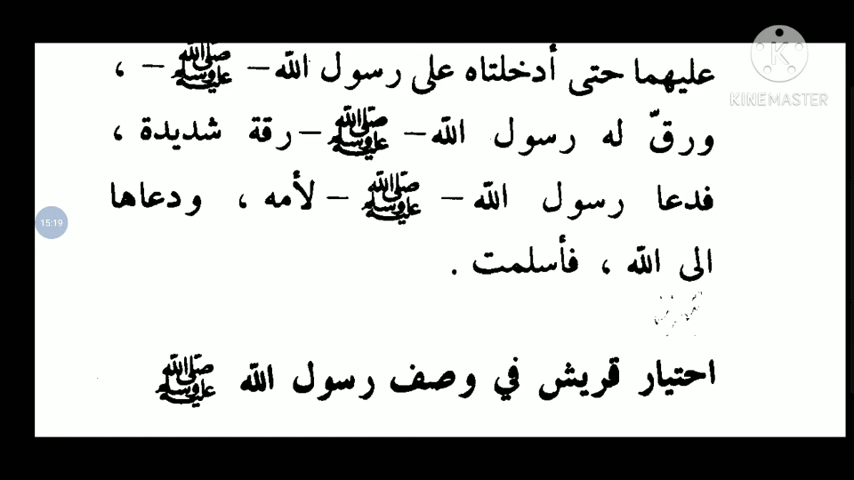 KINEMASTER
عليهما حتى أدخلتاه على رسول الله – ﷺ – ،
ورقّ له رسول الله – ﷺ – رقة شديدة ،
15:19
فدعا رسول الله – ﷺ – لأمه ، ودعاها
الى الله ، فأسلمت .
احتيار قريش في وصف رسول الله ﷺ